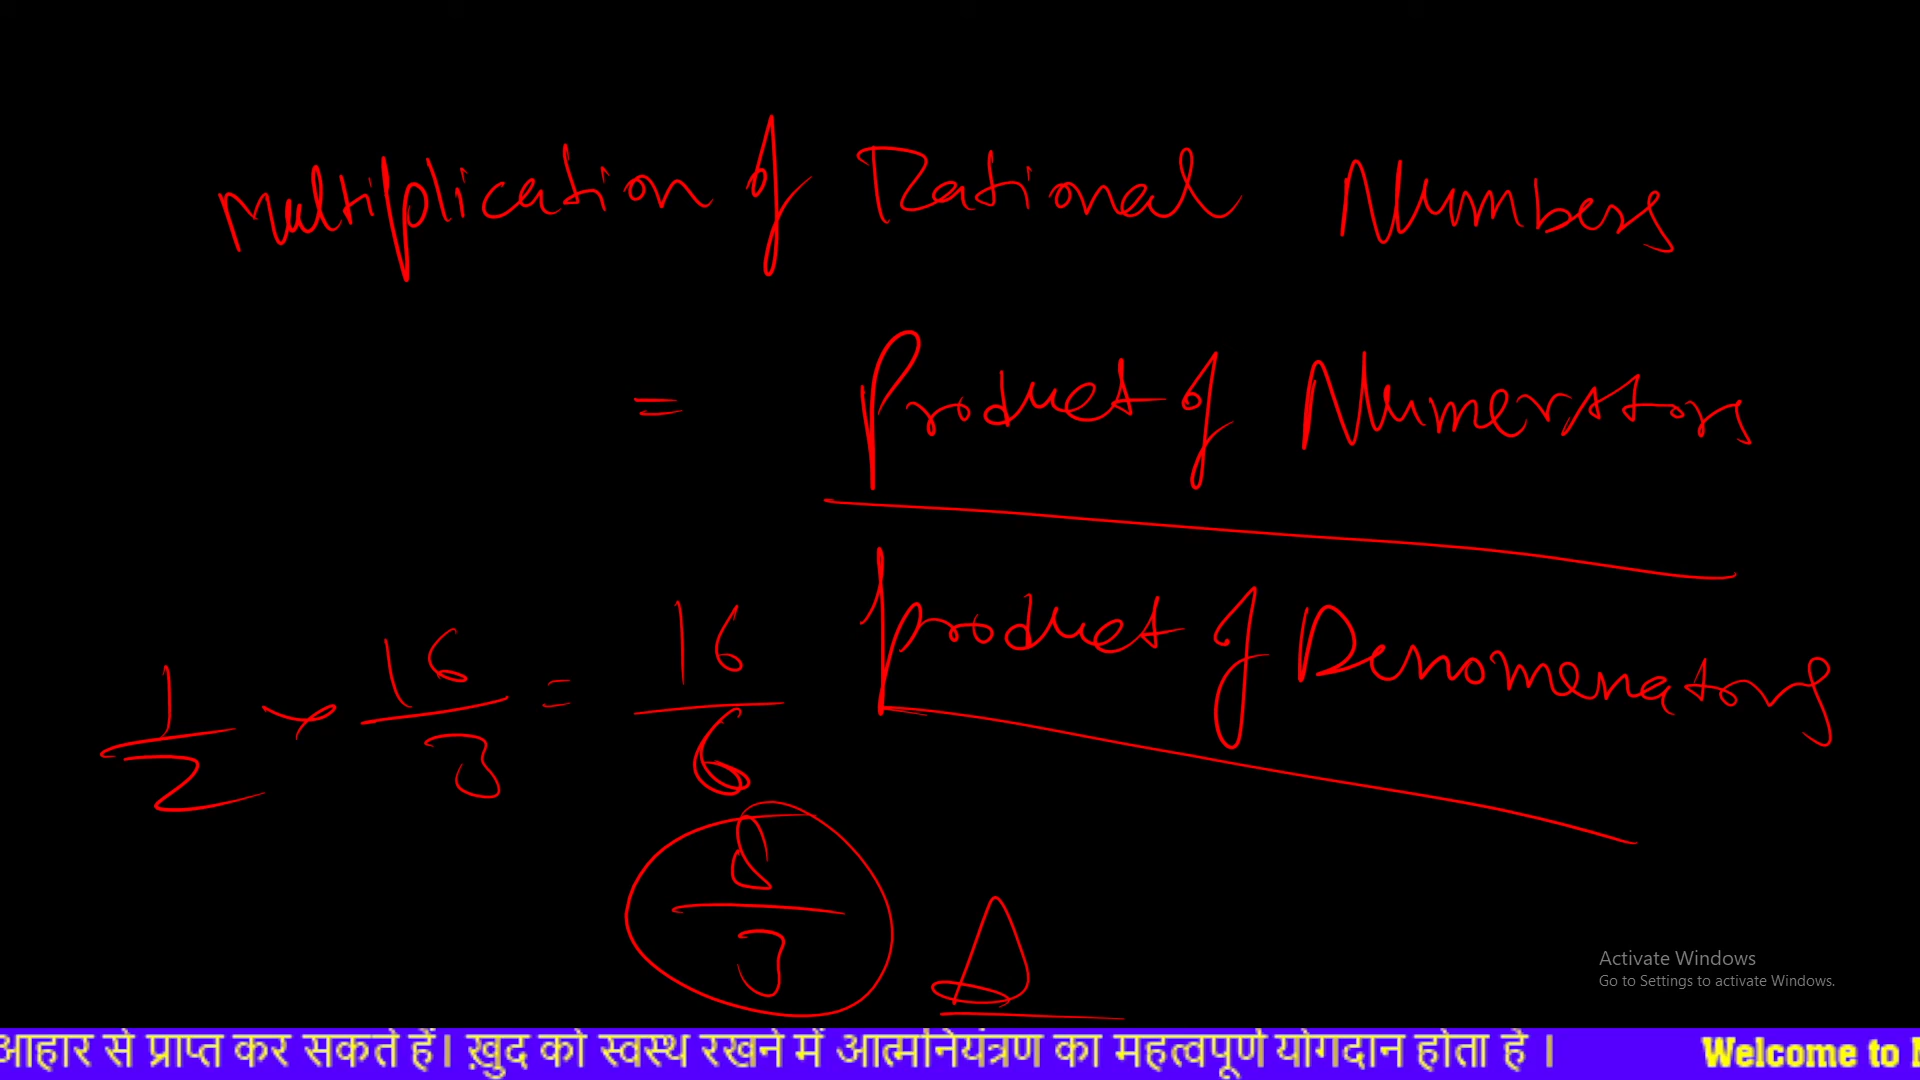 Multiplication of Rational Numbers
= Product of Numerators
Product of Denomenators
1/2 × 16/3 = 16/6
8/3
Activate Windows
Go to Settings to activate Windows.
आहार से प्राप्त कर सकते हैं। ख़ुद को स्वस्थ रखने में आत्मनियंत्रण का महत्वपूर्ण योगदान होता है ।
Welcome to